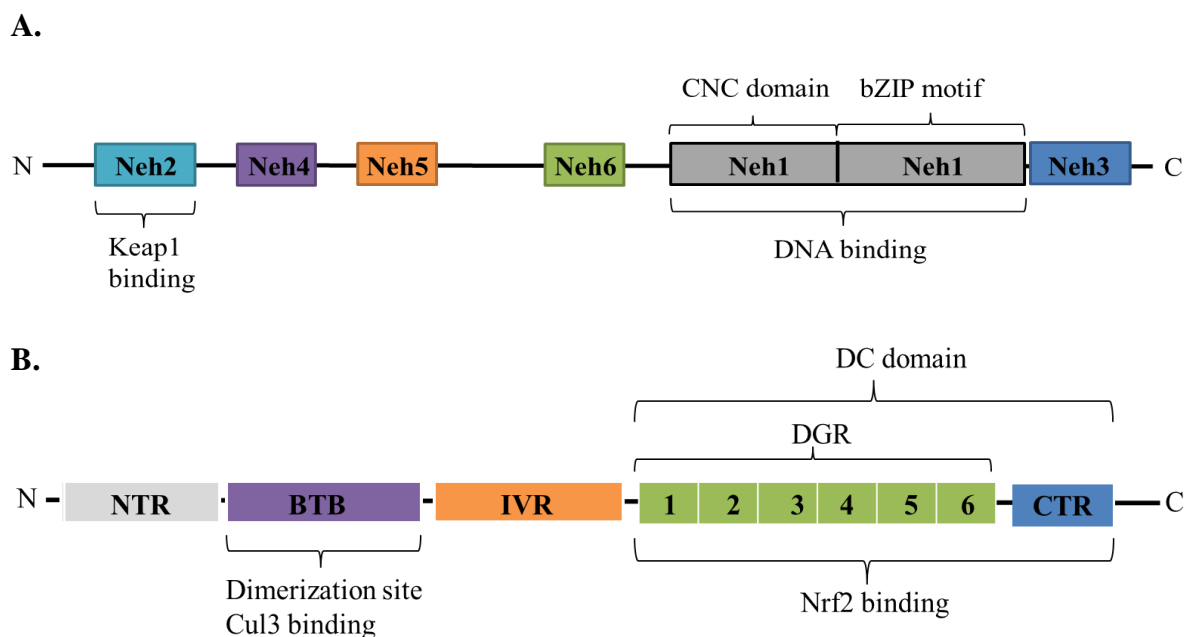 A.
CNC domain bZIP motif
N Neh2 Neh4 Neh5 Neh6 Neh1 Neh1 Neh3 C
Keap1
binding
DNA binding
B.
DC domain
DGR
N NTR BTB IVR 1 2 3 4 5 6 CTR C
Dimerization site
Cul3 binding
Nrf2 binding